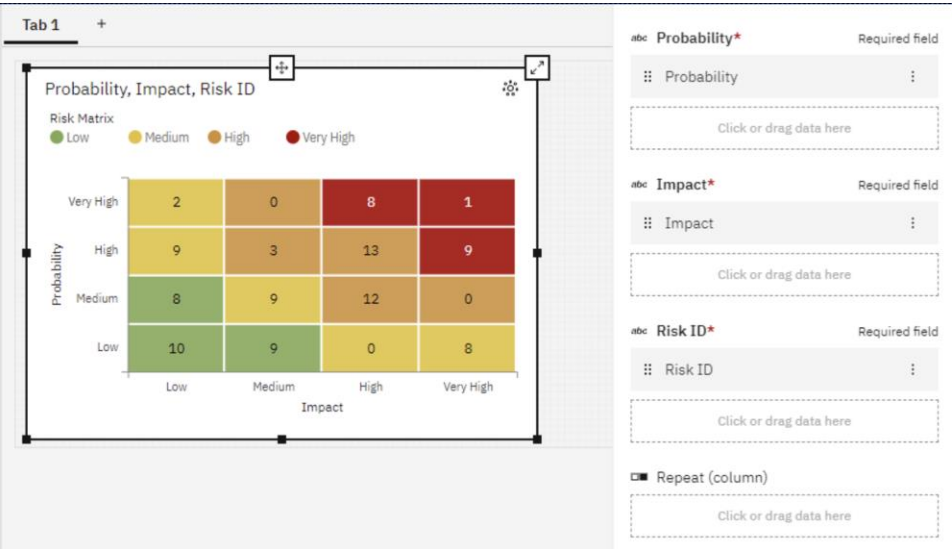 Tab 1 +
Probability, Impact, Risk ID
Risk Matrix
Low Medium High Very High
Probability
Very High 2 0 8 1
High 9 3 13 9
Medium 8 9 12 0
Low 10 9 0 8
Low Medium High Very High
Impact
abc Probability* Required field
Probability
Click or drag data here
abc Impact* Required field
Impact
Click or drag data here
abc Risk ID* Required field
Risk ID
Click or drag data here
Repeat (column)
Click or drag data here